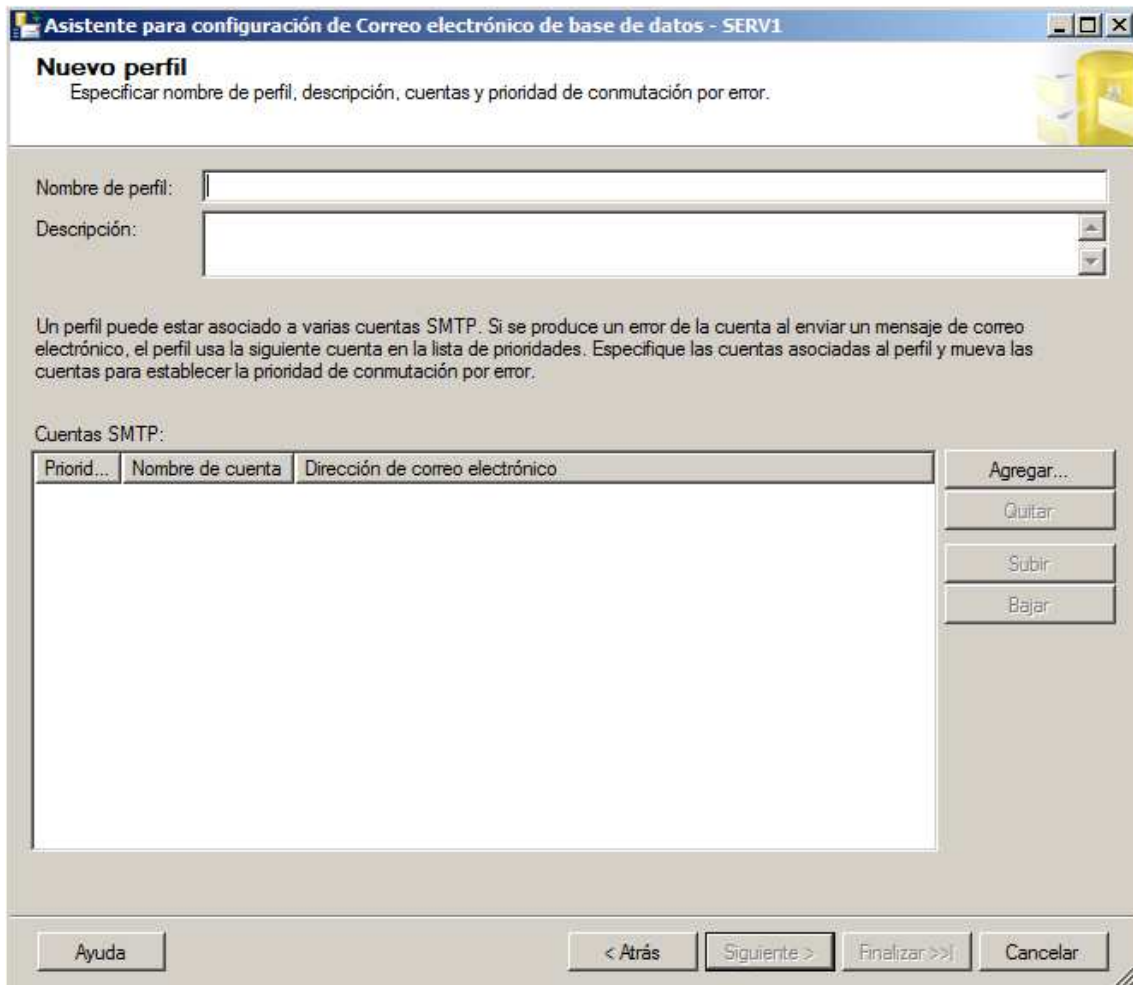 Asistente para configuración de Correo electrónico de base de datos - SERV1
Nuevo perfil
Especificar nombre de perfil, descripción, cuentas y prioridad de conmutación por error.
Nombre de perfil:
Descripción:
Un perfil puede estar asociado a varias cuentas SMTP. Si se produce un error de la cuenta al enviar un mensaje de correo
electrónico, el perfil usa la siguiente cuenta en la lista de prioridades. Especifique las cuentas asociadas al perfil y mueva las
cuentas para establecer la prioridad de conmutación por error.
Cuentas SMTP:
Priorid... Nombre de cuenta Dirección de correo electrónico
Agregar...
Quitar
Subir
Bajar
Ayuda < Atrás Siguiente > Finalizar >>| Cancelar